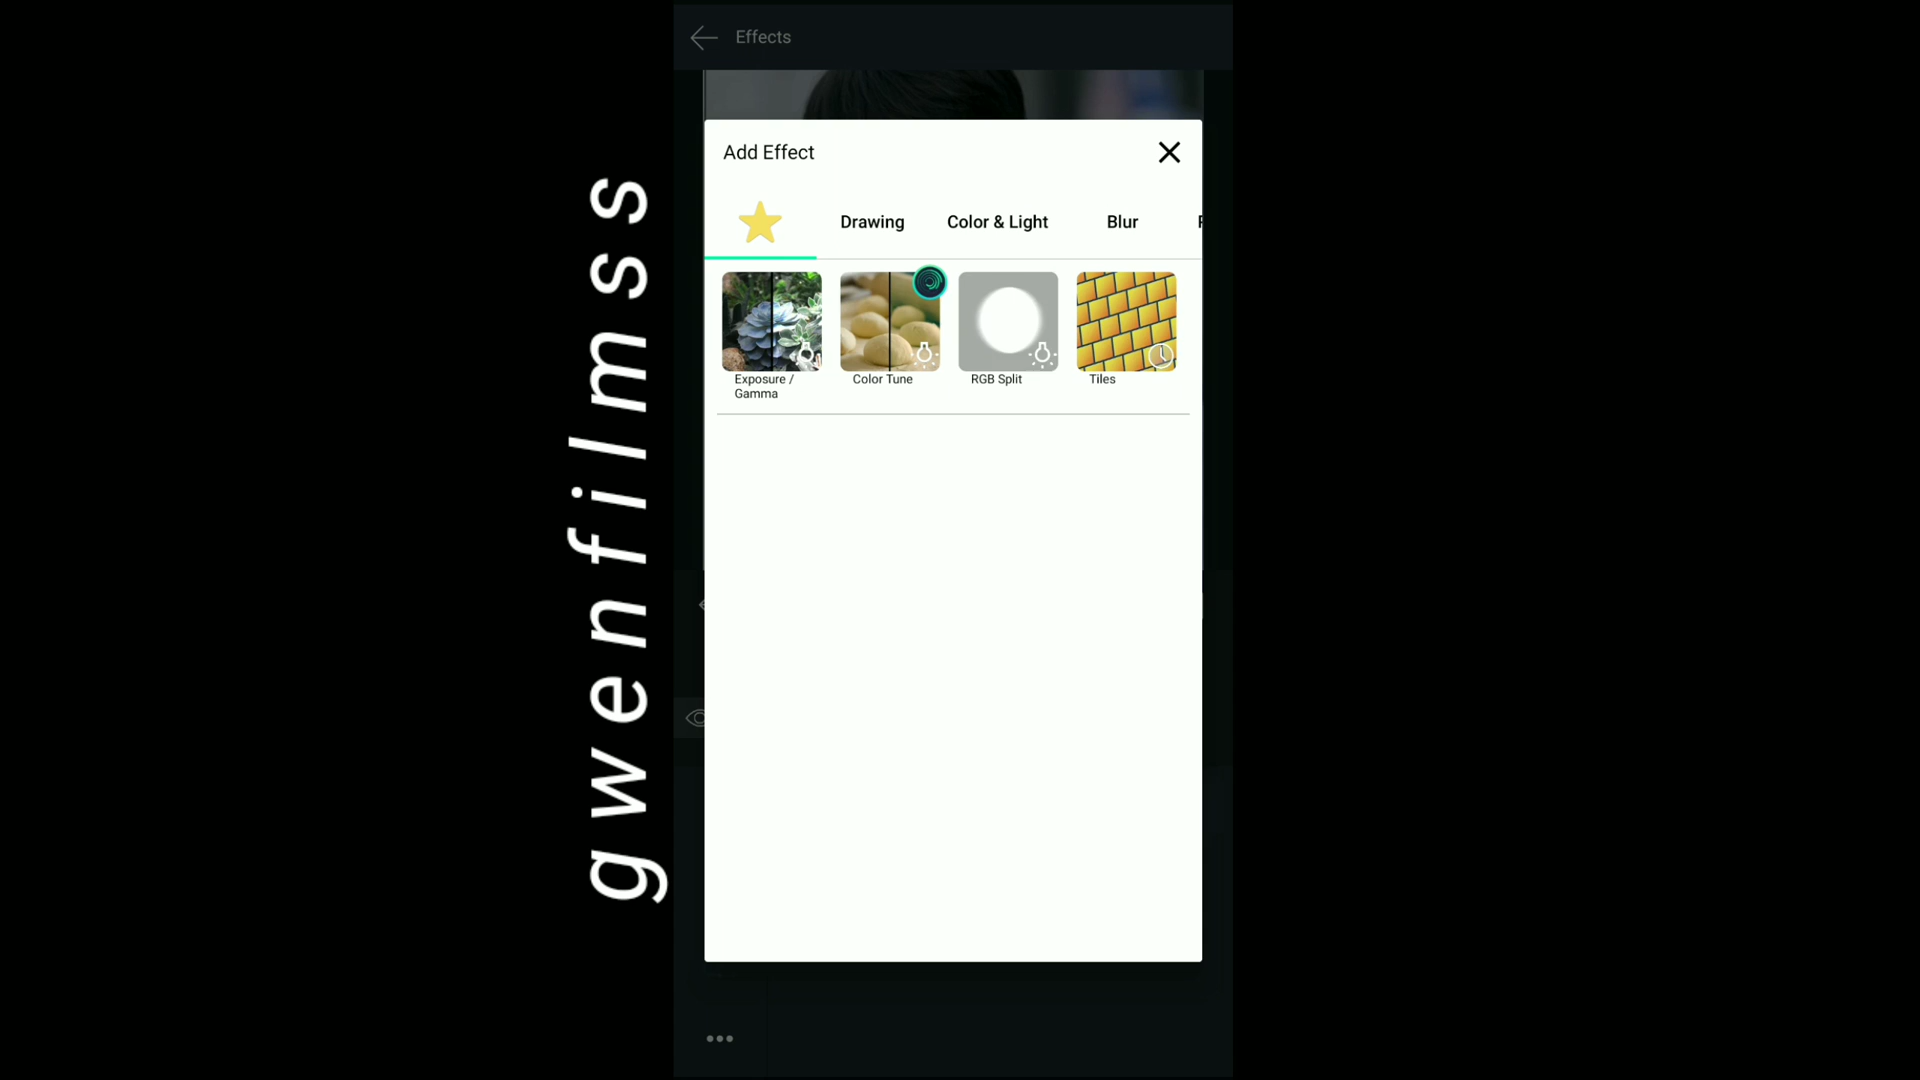 Effects
Add Effect
Drawing
Color & Light
Blur
Exposure /
Gamma
Color Tune
RGB Split
Tiles
gwenfilmss